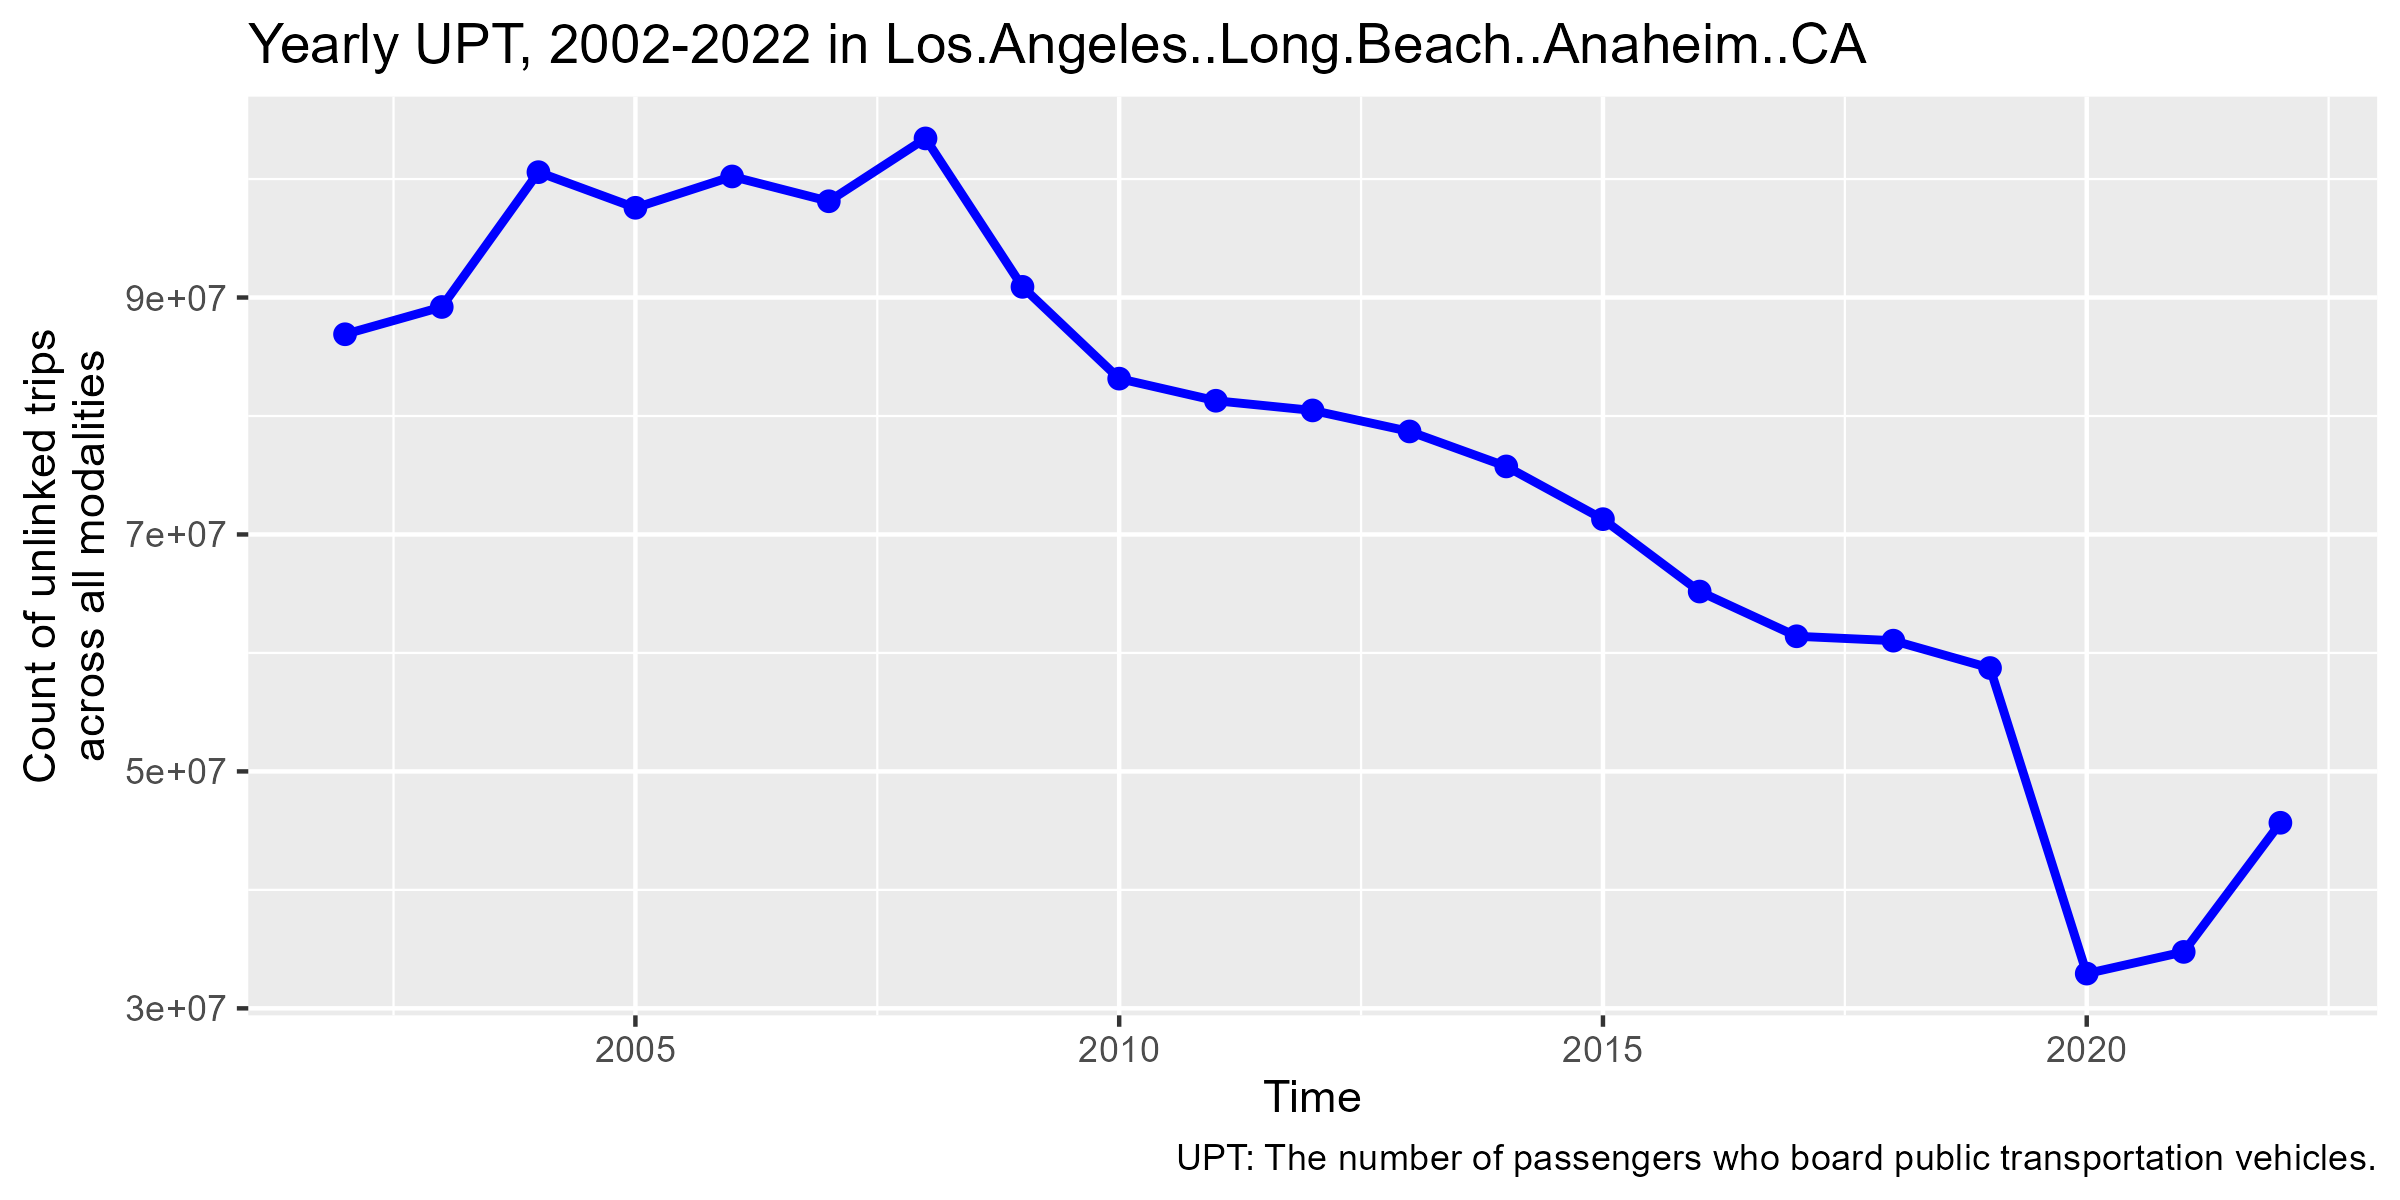 Yearly UPT, 2002-2022 in Los.Angeles..Long.Beach..Anaheim..CA
Count of unlinked trips
across all modalities
9e+07
7e+07
5e+07
3e+07
2005
2010
2015
2020
Time
UPT: The number of passengers who board public transportation vehicles.